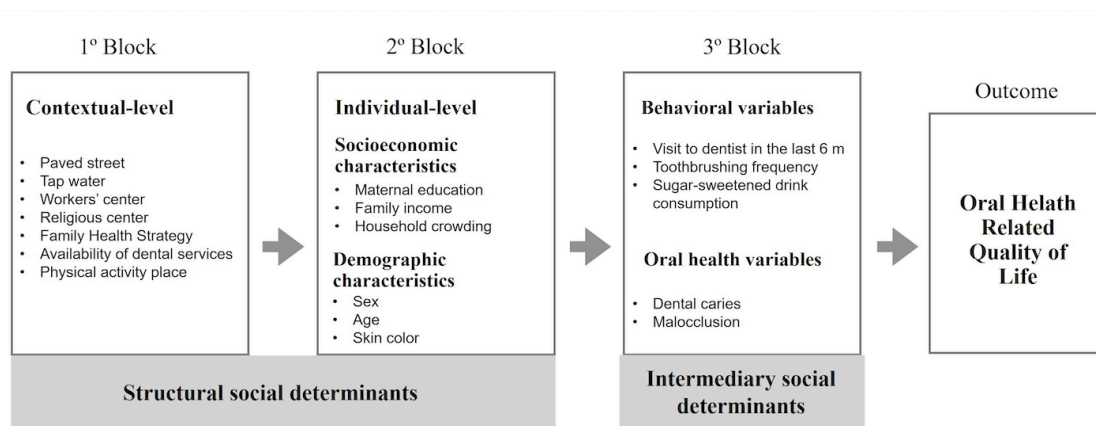 1º Block
Contextual-level
• Paved street
• Tap water
• Workers' center
• Religious center
• Family Health Strategy
• Availability of dental services
• Physical activity place
2º Block
Individual-level
Socioeconomic
characteristics
• Maternal education
• Family income
• Household crowding
Demographic
characteristics
• Sex
• Age
• Skin color
Structural social determinants
3º Block
Behavioral variables
• Visit to dentist in the last 6 m
• Toothbrushing frequency
• Sugar-sweetened drink
consumption
Oral health variables
• Dental caries
• Malocclusion
Intermediary social
determinants
Outcome
Oral Helath
Related
Quality of
Life